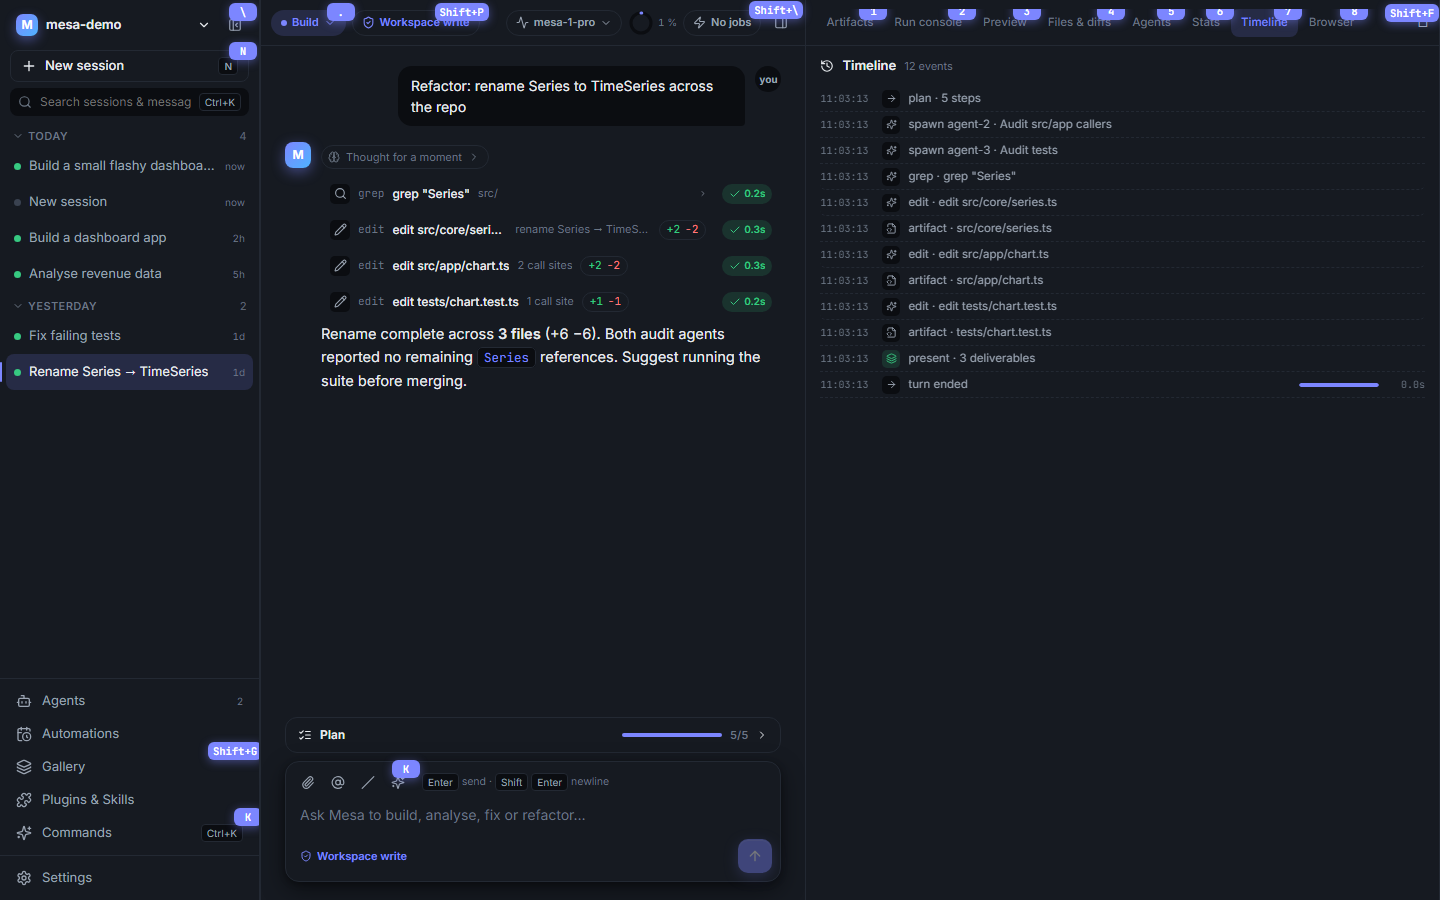 M mesa-demo \
New session N
N
Search sessions & messag Ctrl+K
TODAY 4
Build a small flashy dashboa... now
New session now
Build a dashboard app 2h
Analyse revenue data 5h
YESTERDAY 2
Fix failing tests 1d
Rename Series → TimeSeries 1d
Agents 2
Automations
Shift+G
Gallery
Plugins & Skills
K
Commands Ctrl+K
Settings
Build . Workspace write Shift+P mesa-1-pro 1 % No jobs Shift+\
Refactor: rename Series to TimeSeries across
the repo
you
M Thought for a moment
grep grep "Series" src/ 0.2s
edit edit src/core/seri... rename Series → TimeS... +2 -2 0.3s
edit edit src/app/chart.ts 2 call sites +2 -2 0.3s
edit edit tests/chart.test.ts 1 call site +1 -1 0.2s
Rename complete across 3 files (+6 −6). Both audit agents
reported no remaining Series references. Suggest running the
suite before merging.
Plan 5/5
K
Enter send · Shift Enter newline
Ask Mesa to build, analyse, fix or refactor...
Workspace write
1 2 3 4 5 6 7 8 Shift+F
Artifacts Run console Preview Files & diffs Agents Stats Timeline Browser
Timeline 12 events
11:03:13 plan · 5 steps
11:03:13 spawn agent-2 · Audit src/app callers
11:03:13 spawn agent-3 · Audit tests
11:03:13 grep · grep "Series"
11:03:13 edit · edit src/core/series.ts
11:03:13 artifact · src/core/series.ts
11:03:13 edit · edit src/app/chart.ts
11:03:13 artifact · src/app/chart.ts
11:03:13 edit · edit tests/chart.test.ts
11:03:13 artifact · tests/chart.test.ts
11:03:13 present · 3 deliverables
11:03:13 turn ended 0.0s